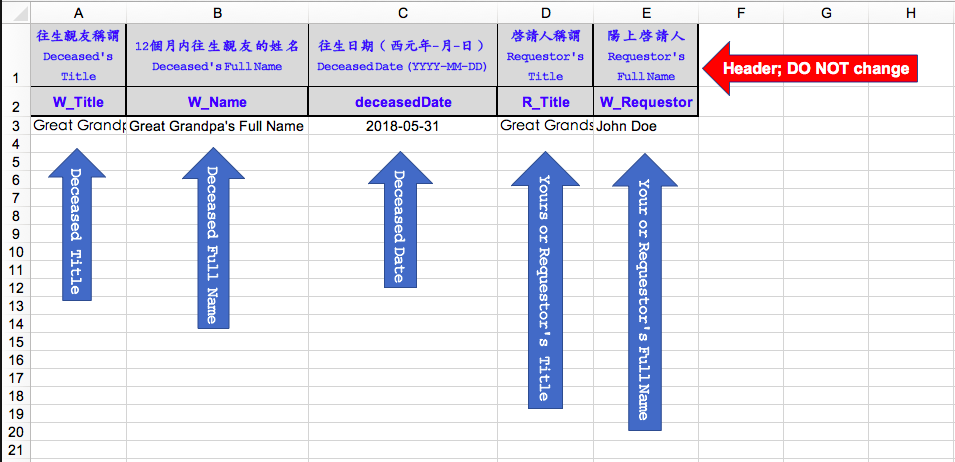 A B C D E F G H
往生親友稱謂 12個月内往生親友的姓名 往生日期（西元年-月-日） 啓請人稱謂 陽上啓請人
Deceased's Title Deceased's Full Name Deceased Date (YYYY-MM-DD) Requestor's Title Requestor's Full Name
Header; DO NOT change
1
2 W_Title W_Name deceasedDate R_Title W_Requestor
3 Great Grandp Great Grandpa's Full Name 2018-05-31 Great Grands John Doe
4
5
6
7
8
9
10
11
12
13
14
15
16
17
18
19
20
21
Deceased Title
Deceased Full Name
Deceased Date
Yours or Requestor's Title
Your or Requestor's Full Name